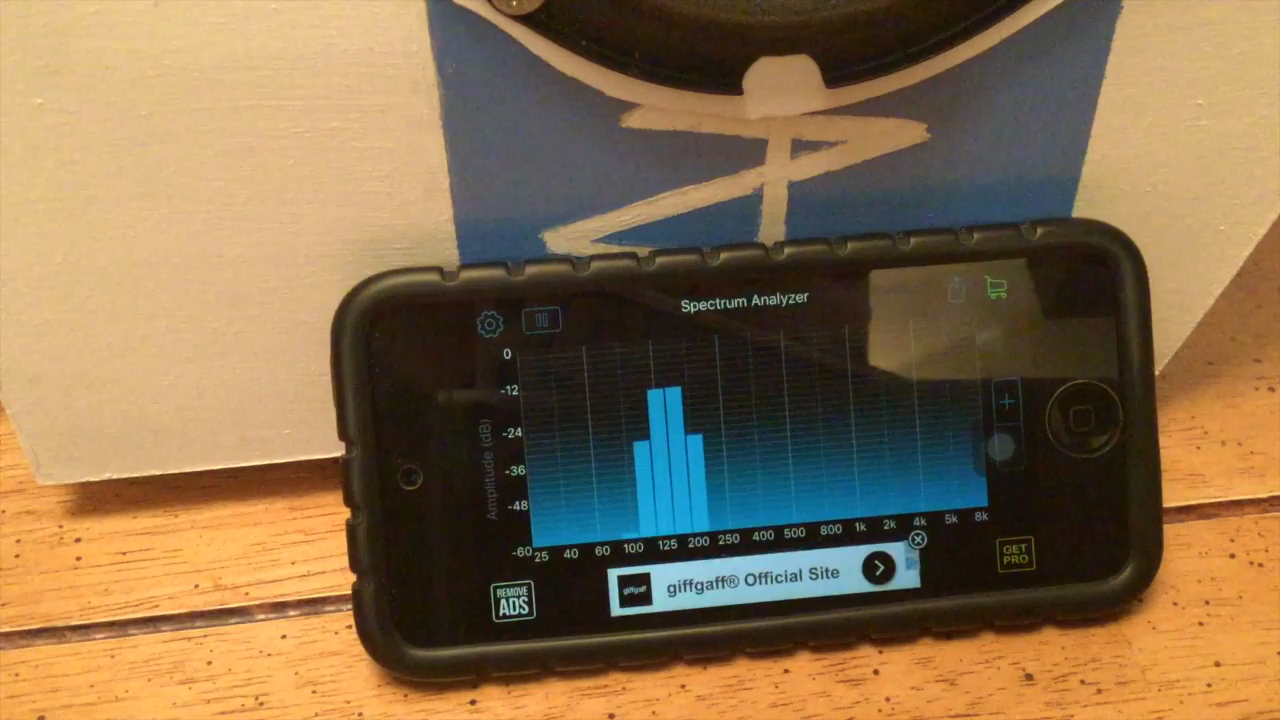 Spectrum Analyzer
Amplitude (dB)
0
-12
-24
-36
-48
-60
25 40 60 100 125 200 250 400 500 800 1k 2k 4k 5k 8k
REMOVE
ADS
giffgaff
giffgaff® Official Site
GET
PRO